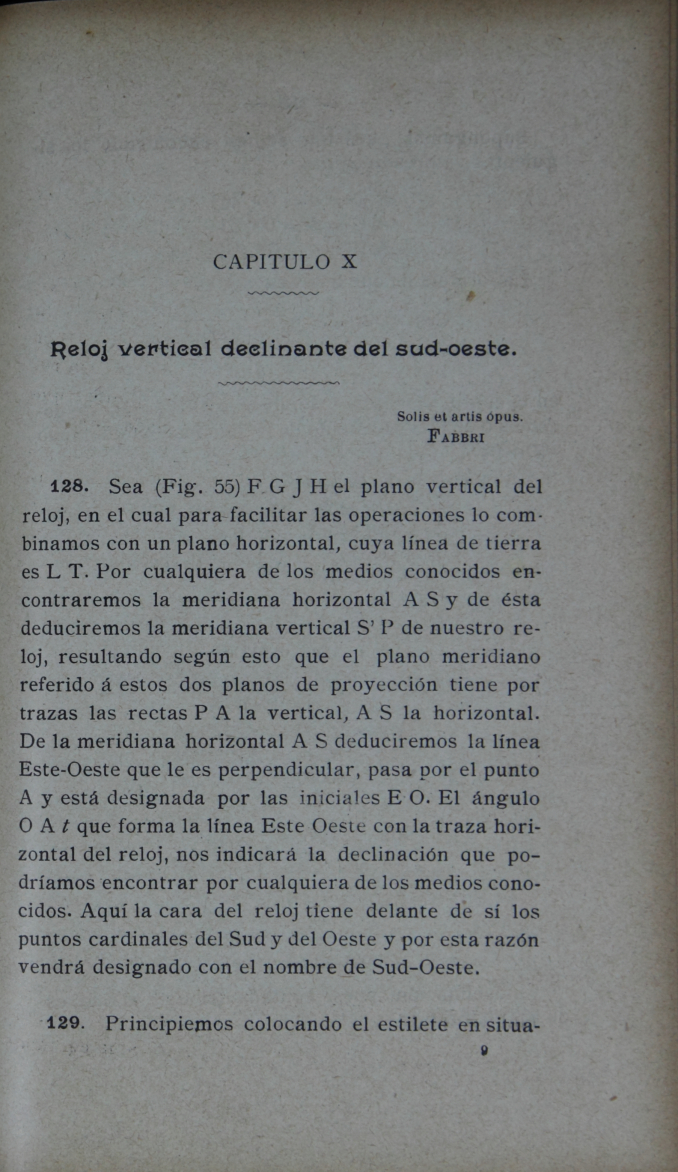 CAPITULO X
Reloj vertical declinante del sud-oeste.
Solis et artis opus.
FABBRI
128. Sea (Fig. 55) F G J H el plano vertical del
reloj, en el cual para facilitar las operaciones lo com-
binamos con un plano horizontal, cuya línea de tierra
es L T. Por cualquiera de los medios conocidos en-
contraremos la meridiana horizontal A S y de ésta
deduciremos la meridiana vertical S' P de nuestro re-
loj, resultando según esto que el plano meridiano
referido á estos dos planos de proyección tiene por
trazas las rectas P A la vertical, A S la horizontal.
De la meridiana horizontal A S deduciremos la línea
Este-Oeste que le es perpendicular, pasa por el punto
A y está designada por las iniciales E O. El ángulo
O A t que forma la línea Este Oeste con la traza hori-
zontal del reloj, nos indicará la declinación que po-
dríamos encontrar por cualquiera de los medios cono-
cidos. Aquí la cara del reloj tiene delante de sí los
puntos cardinales del Sud y del Oeste y por esta razón
vendrá designado con el nombre de Sud-Oeste.
129. Principiemos colocando el estilete en situa-
9